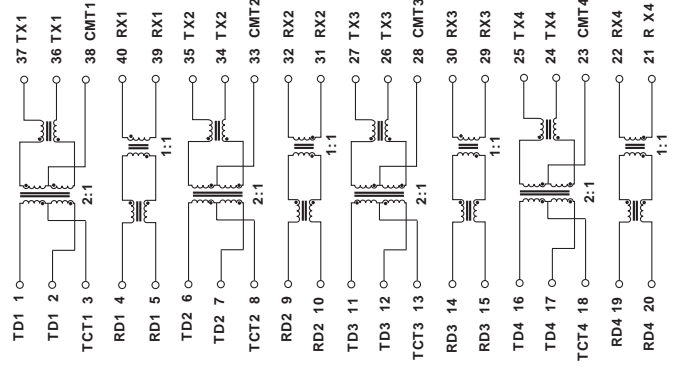 37 TX1
36 TX1
38 CMT1
40 RX1
39 RX1
35 TX2
34 TX2
33 CMT2
32 RX2
31 RX2
27 TX3
26 TX3
28 CMT3
30 RX3
29 RX3
25 TX4
24 TX4
23 CMT4
22 RX4
21 R X4
2:1
1:1
2:1
1:1
2:1
1:1
2:1
1:1
TD1 1
TD1 2
TCT1 3
RD1 4
RD1 5
TD2 6
TD2 7
TCT2 8
RD2 9
RD2 10
TD3 11
TD3 12
TCT3 13
RD3 14
RD3 15
TD4 16
TD4 17
TCT4 18
RD4 19
RD4 20